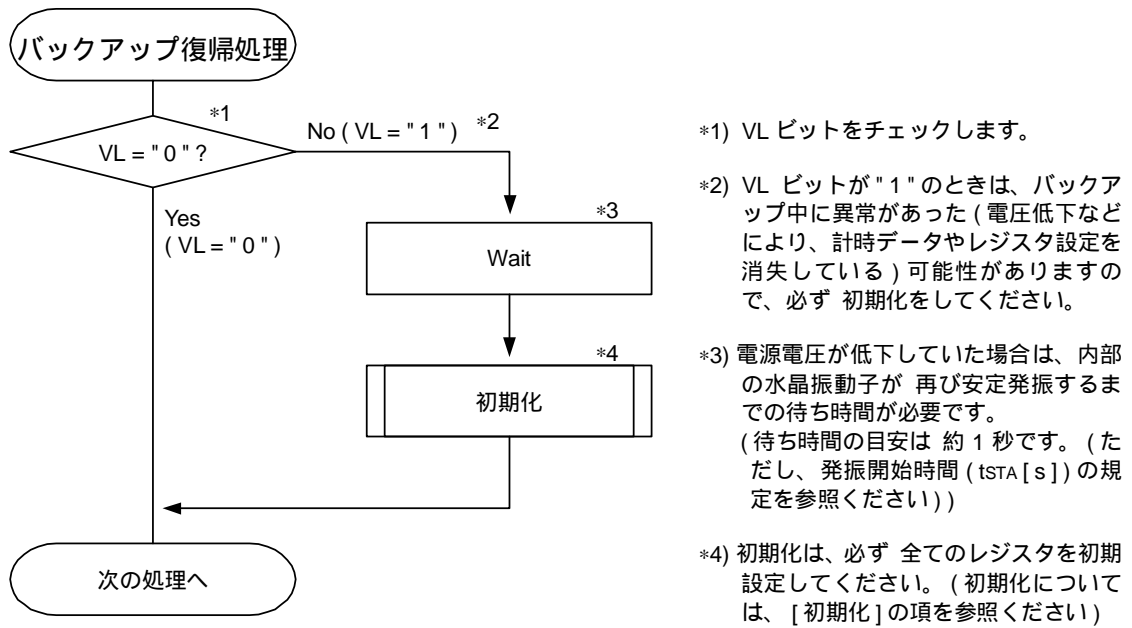 バックアップ復帰処理
*1
VL = " 0 " ?
No ( VL = " 1 " ) *2
Yes
( VL = " 0 " )
*3
Wait
*4
初期化
次の処理へ
*1) VL ビットをチェックします。
*2) VL ビットが " 1 " のときは、バックア
ップ中に異常があった ( 電圧低下など
により、計時データやレジスタ設定を
消失している ) 可能性がありますの
で、必ず 初期化をしてください。
*3) 電源電圧が低下していた場合は、内部
の水晶振動子が 再び安定発振するま
での待ち時間が必要です。
( 待ち時間の目安は 約 1 秒です。 ( た
だし、発振開始時間 ( tSTA [ s ] ) の規
定を参照ください ) )
*4) 初期化は、必ず 全てのレジスタを初期
設定してください。 ( 初期化について
は、 [ 初期化 ] の項を参照ください )